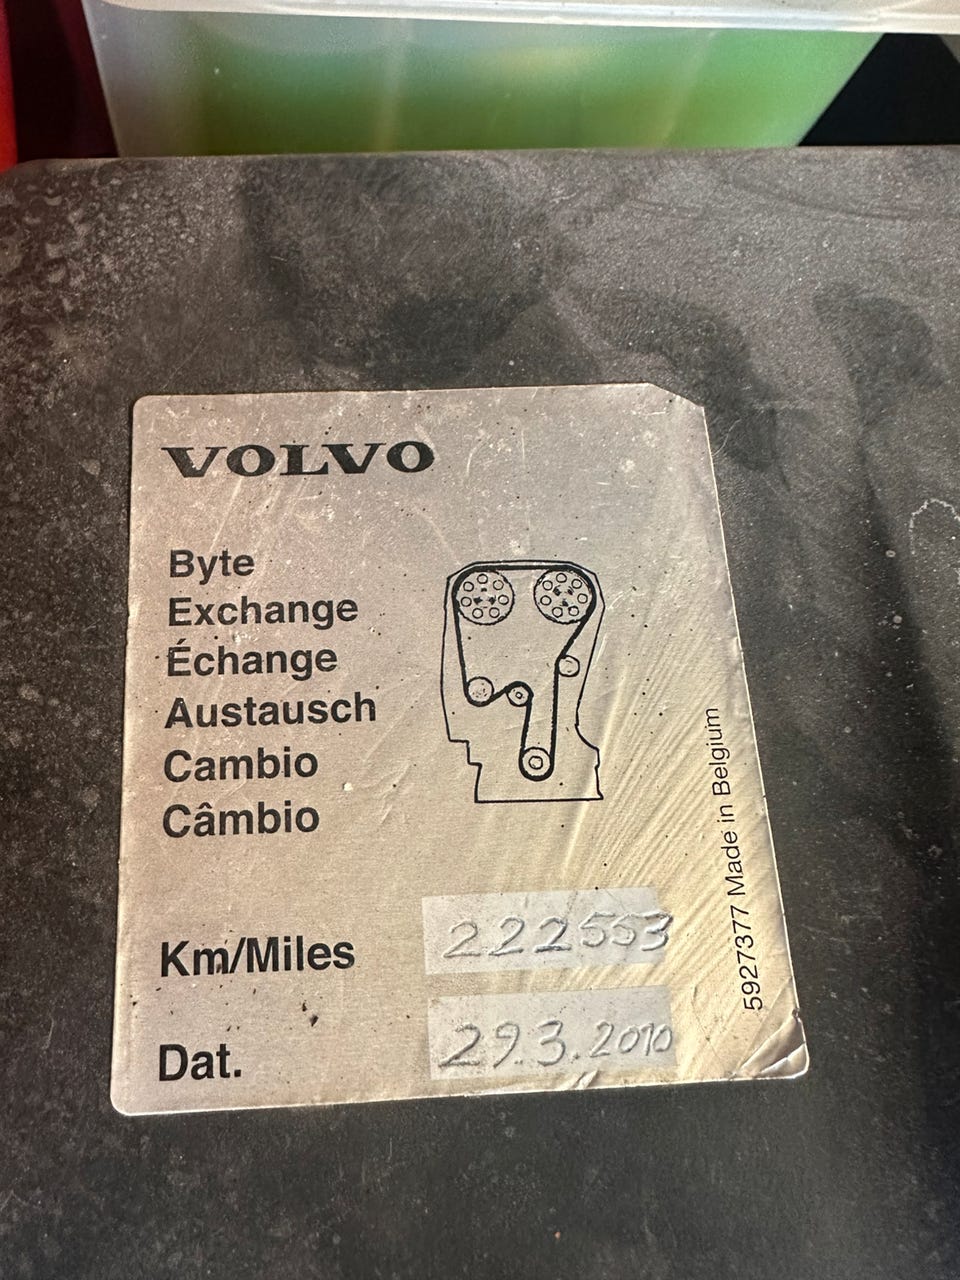 VOLVO
Byte
Exchange
Échange
Austausch
Cambio
Câmbio
Km/Miles 222553
Dat. 29.3.2010
5927377 Made in Belgium